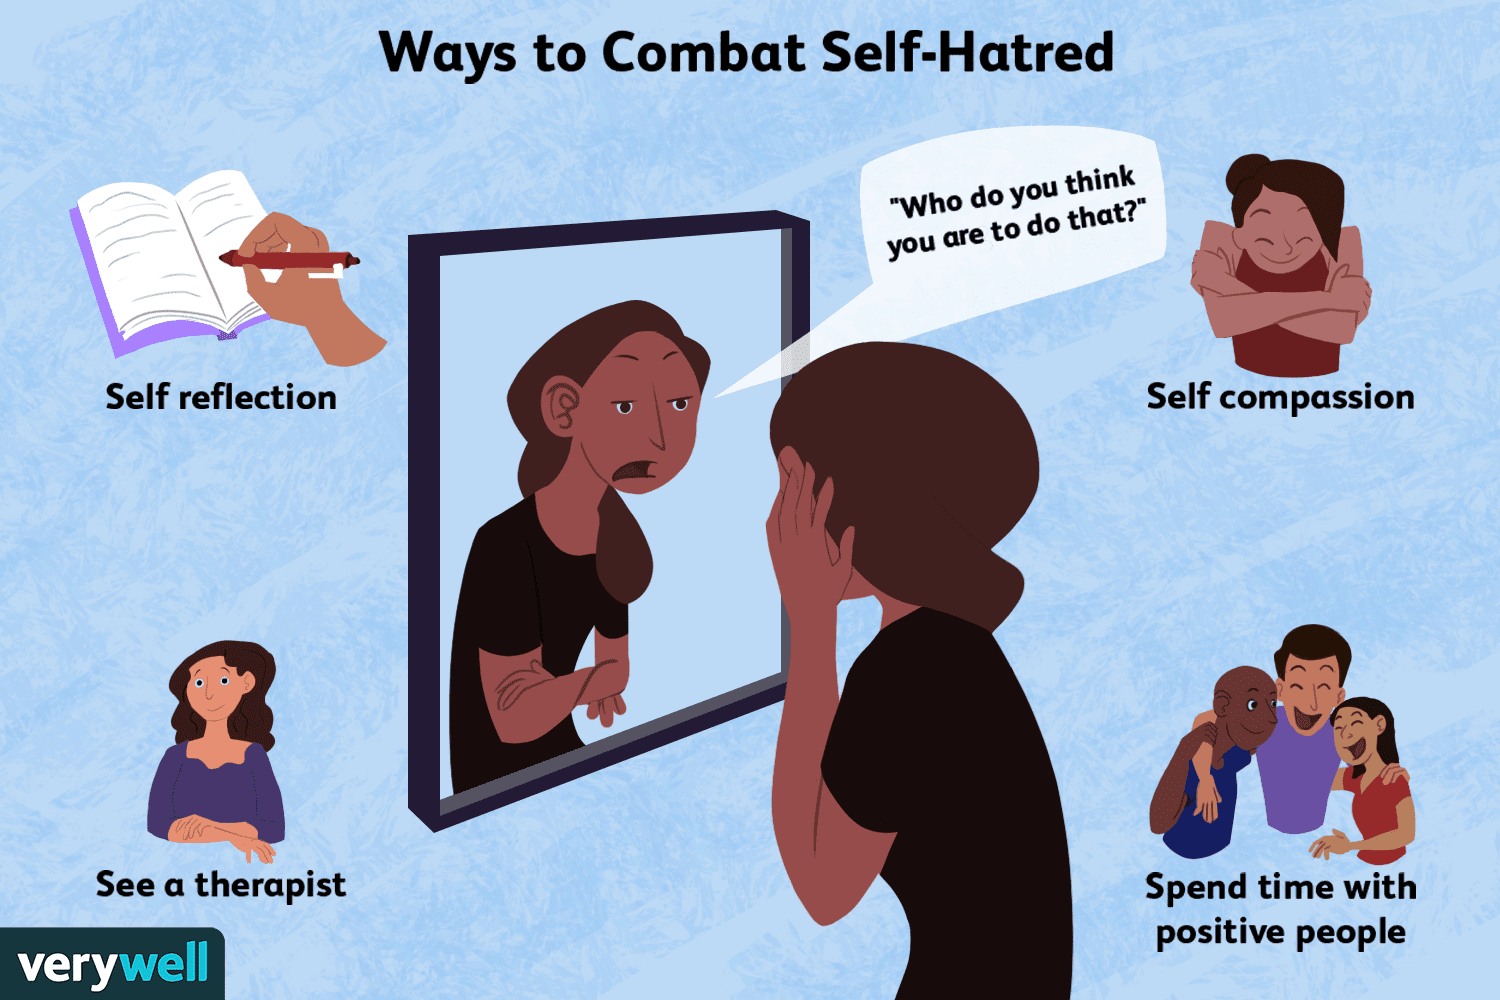 Ways to Combat Self-Hatred
"Who do you think
you are to do that?"
Self reflection
Self compassion
See a therapist
Spend time with
positive people
verywell